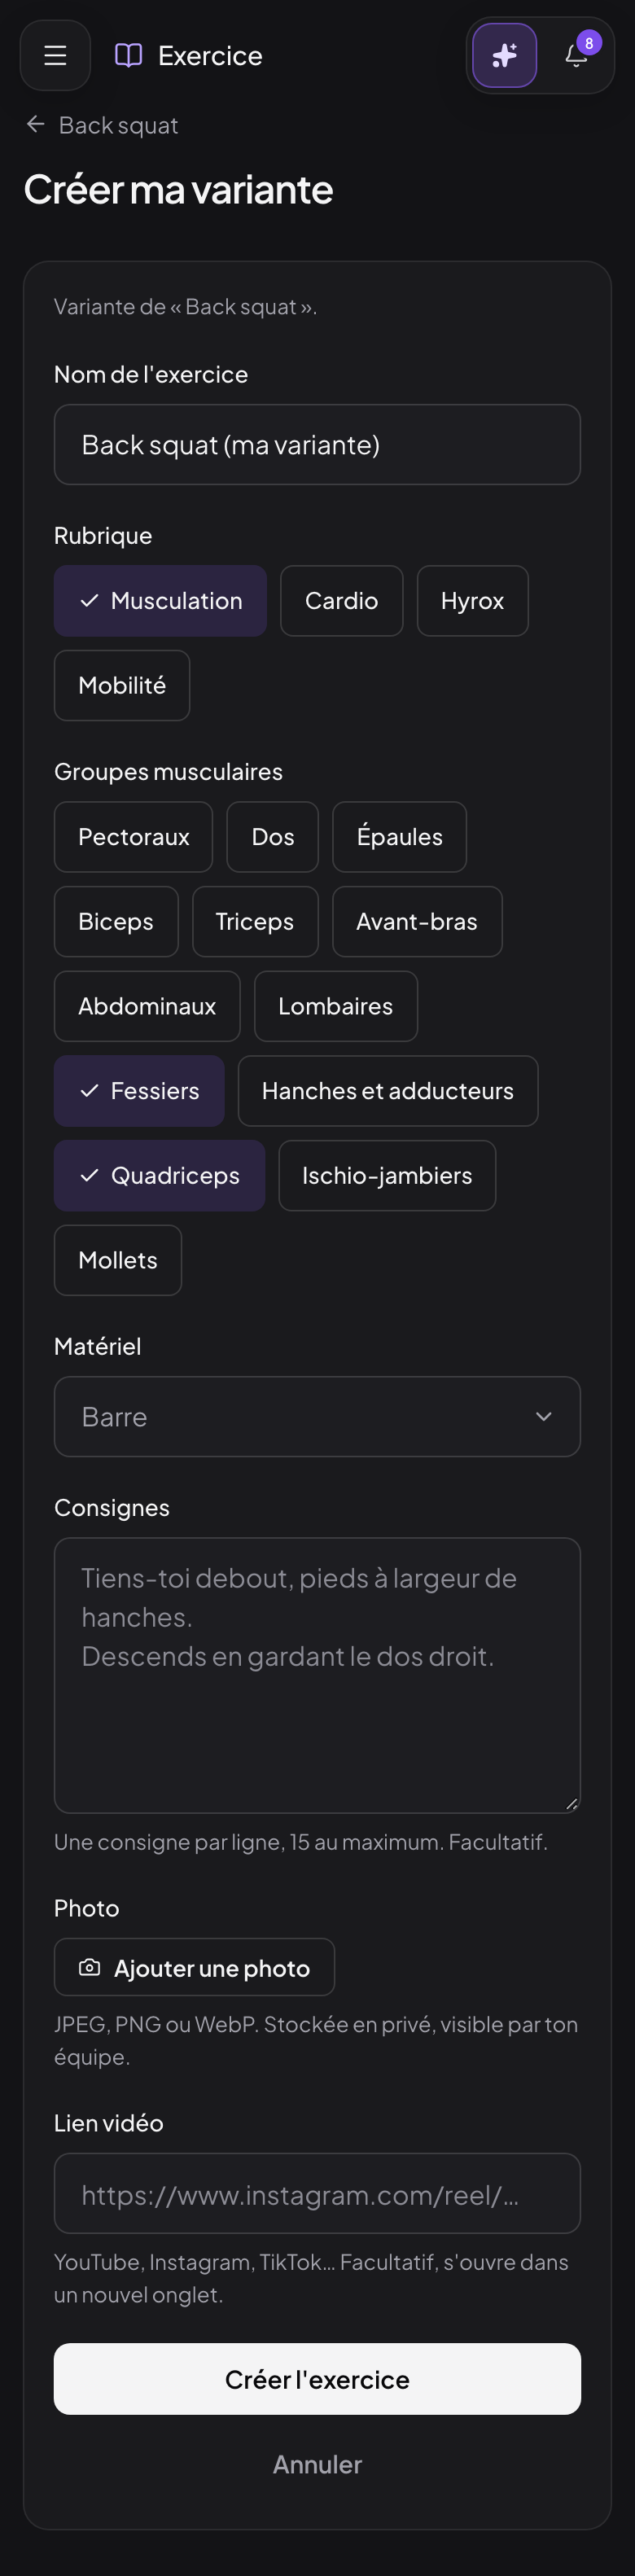 Exercice
8
Back squat
Créer ma variante
Variante de « Back squat ».
Nom de l'exercice
Back squat (ma variante)
Rubrique
Musculation Cardio Hyrox
Mobilité
Groupes musculaires
Pectoraux Dos Épaules
Biceps Triceps Avant-bras
Abdominaux Lombaires
Fessiers Hanches et adducteurs
Quadriceps Ischio-jambiers
Mollets
Matériel
Barre
Consignes
Tiens-toi debout, pieds à largeur de
hanches.
Descends en gardant le dos droit.
Une consigne par ligne, 15 au maximum. Facultatif.
Photo
Ajouter une photo
JPEG, PNG ou WebP. Stockée en privé, visible par ton
équipe.
Lien vidéo
https://www.instagram.com/reel/…
YouTube, Instagram, TikTok… Facultatif, s'ouvre dans
un nouvel onglet.
Créer l'exercice
Annuler